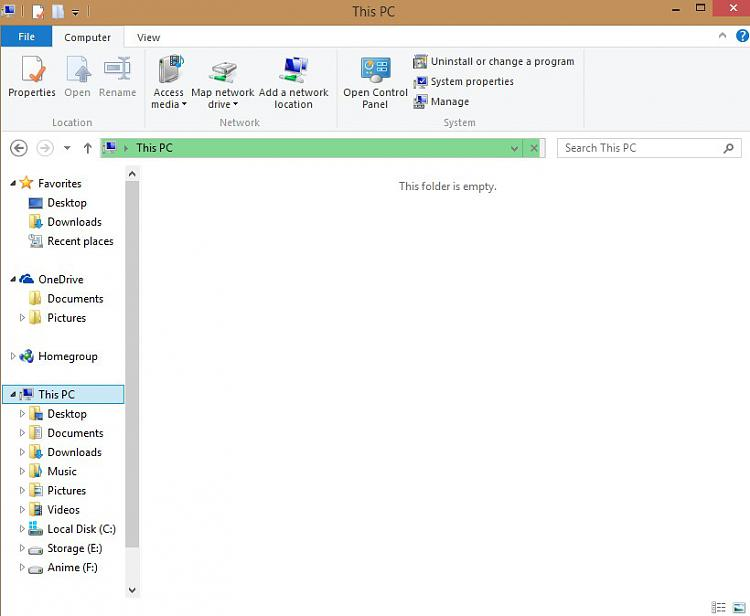 This PC
File
Computer
View
Properties
Open
Rename
Access media
Map network drive
Add a network location
Open Control Panel
Uninstall or change a program
System properties
Manage
Location
Network
System
This PC
Search This PC
This folder is empty.
Favorites
Desktop
Downloads
Recent places
OneDrive
Documents
Pictures
Homegroup
This PC
Desktop
Documents
Downloads
Music
Pictures
Videos
Local Disk (C:)
Storage (E:)
Anime (F:)